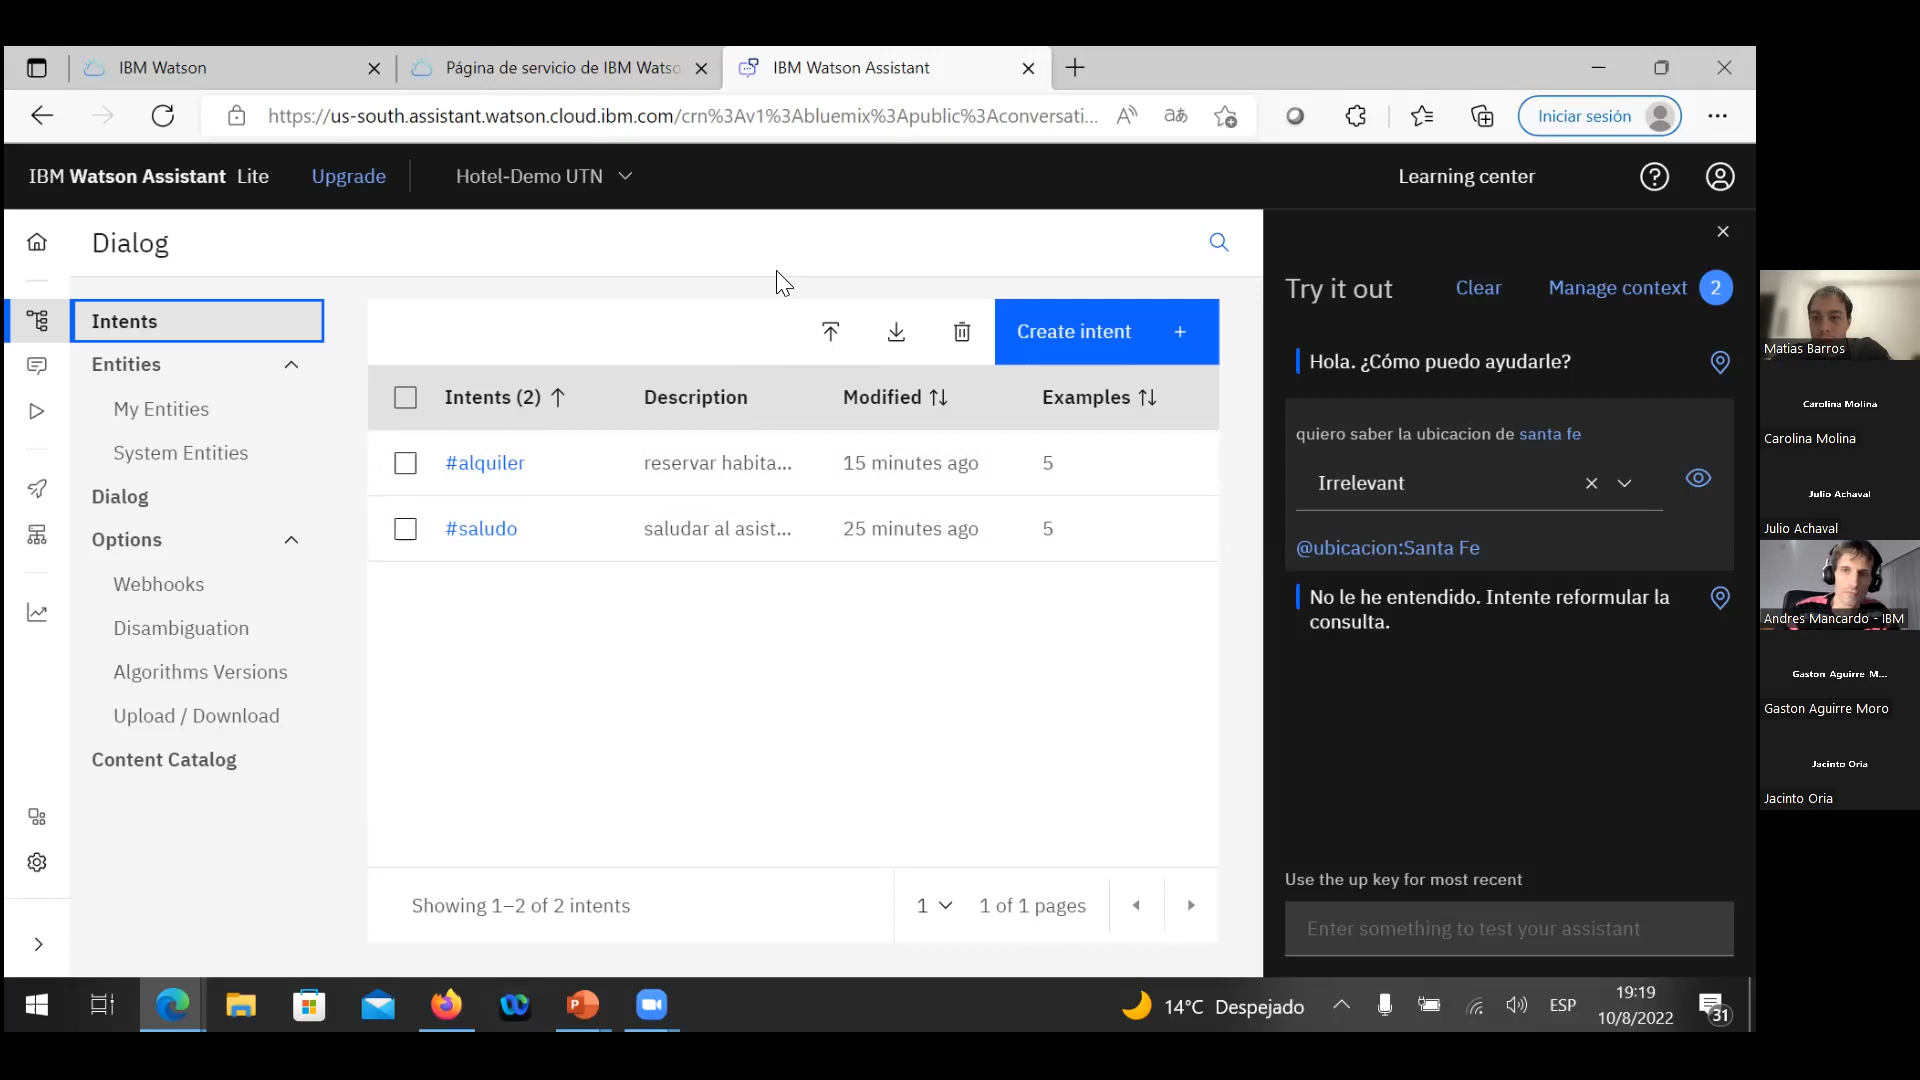 IBM Watson
Página de servicio de IBM Watso
IBM Watson Assistant
https://us-south.assistant.watson.cloud.ibm.com/crn%3Av1%3Abluemix%3Apublic%3Aconversati...
Iniciar sesión
IBM Watson Assistant Lite
Upgrade
Hotel-Demo UTN
Learning center
Dialog
Intents
Entities
My Entities
System Entities
Dialog
Options
Webhooks
Disambiguation
Algorithms Versions
Upload / Download
Content Catalog
Create intent +
Intents (2) Description Modified Examples
#alquiler reservar habita... 15 minutes ago 5
#saludo saludar al asist... 25 minutes ago 5
Showing 1–2 of 2 intents
1
1 of 1 pages
Try it out
Clear
Manage context 2
Hola. ¿Cómo puedo ayudarle?
quiero saber la ubicacion de santa fe
Irrelevant
@ubicacion:Santa Fe
No le he entendido. Intente reformular la
consulta.
Use the up key for most recent
Enter something to test your assistant
14°C Despejado
ESP
19:19
10/8/2022
31
Matias Barros
Carolina Molina
Carolina Molina
Julio Achaval
Julio Achaval
Andres Mancardo - IBM
Gaston Aguirre M...
Gaston Aguirre Moro
Jacinto Oria
Jacinto Oria